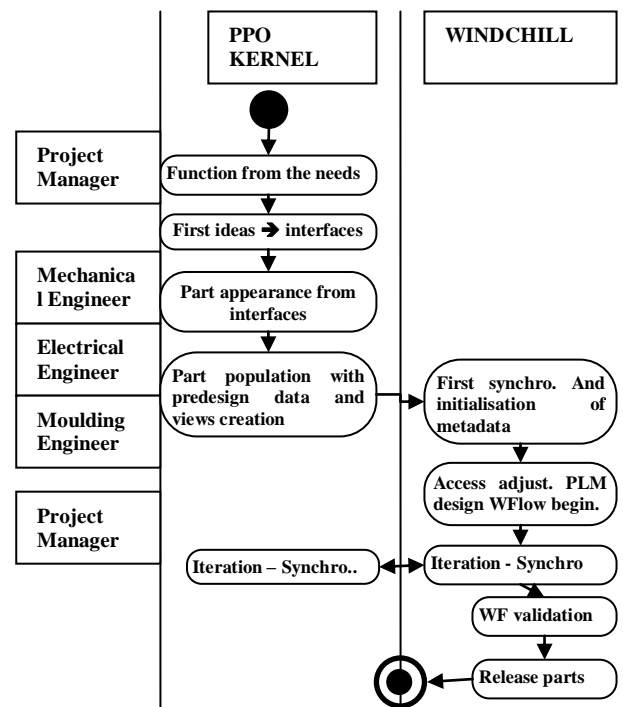 PPO
KERNEL
WINDCHILL
Project
Manager
Function from the needs
First ideas ➔ interfaces
Mechanica
l Engineer
Part appearance from
interfaces
Electrical
Engineer
Part population with
predesign data and
views creation
First synchro. And
initialisation of
metadata
Moulding
Engineer
Access adjust. PLM
design WFlow begin.
Project
Manager
Iteration – Synchro..
Iteration - Synchro
WF validation
Release parts